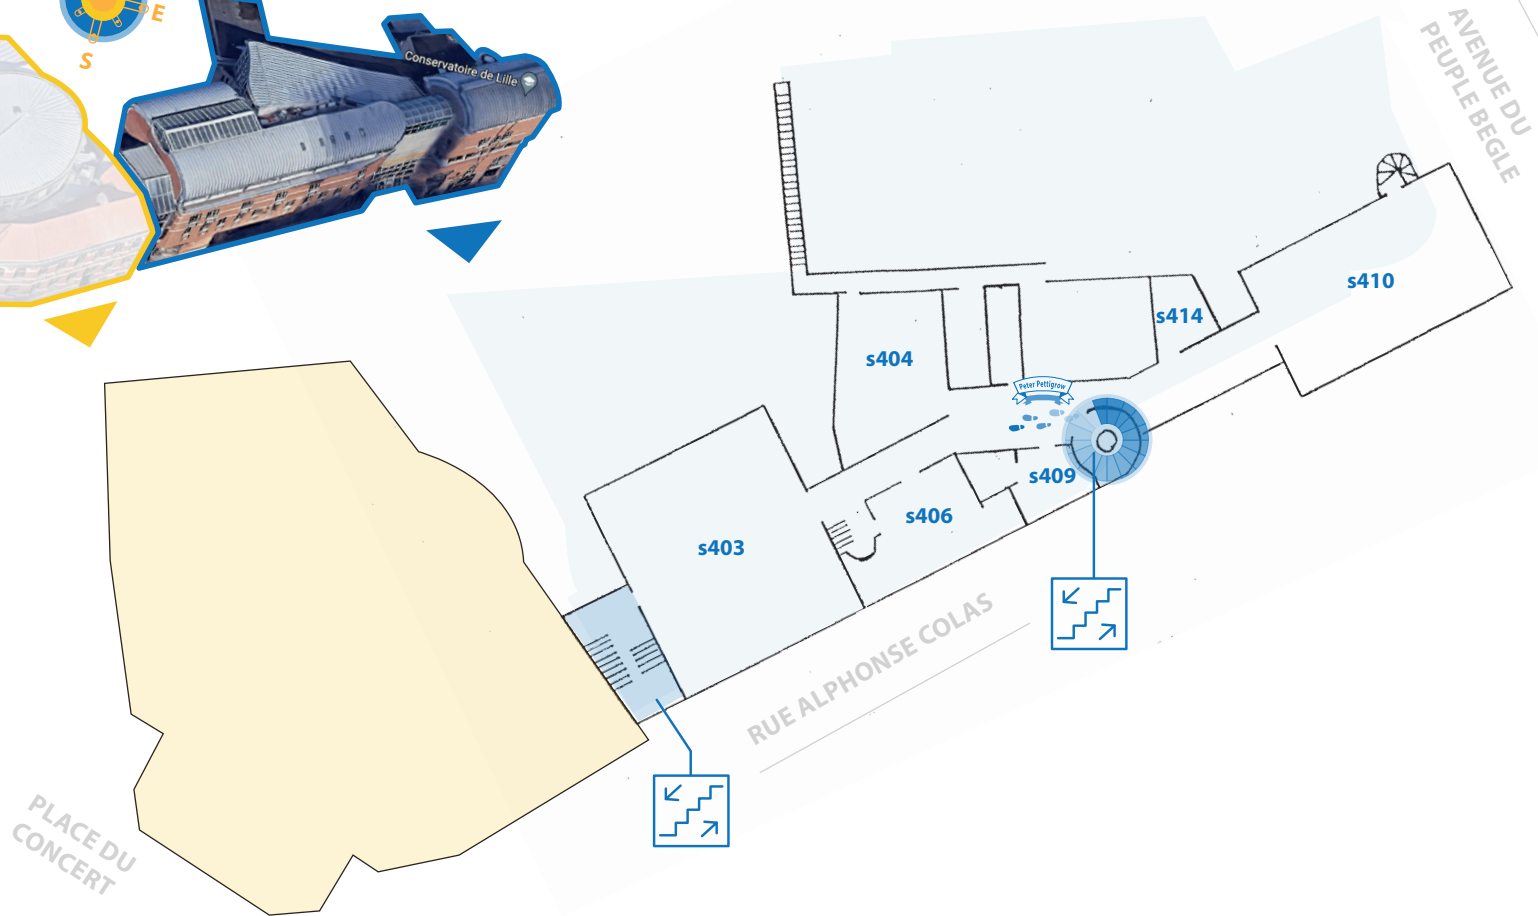 E
S
Conservatoire de Lille
AVENUE DU
PEUPLE BEGLE
s410
s414
s404
Peter Pettigrow
s409
s406
s403
RUE ALPHONSE COLAS
PLACE DU
CONCERT